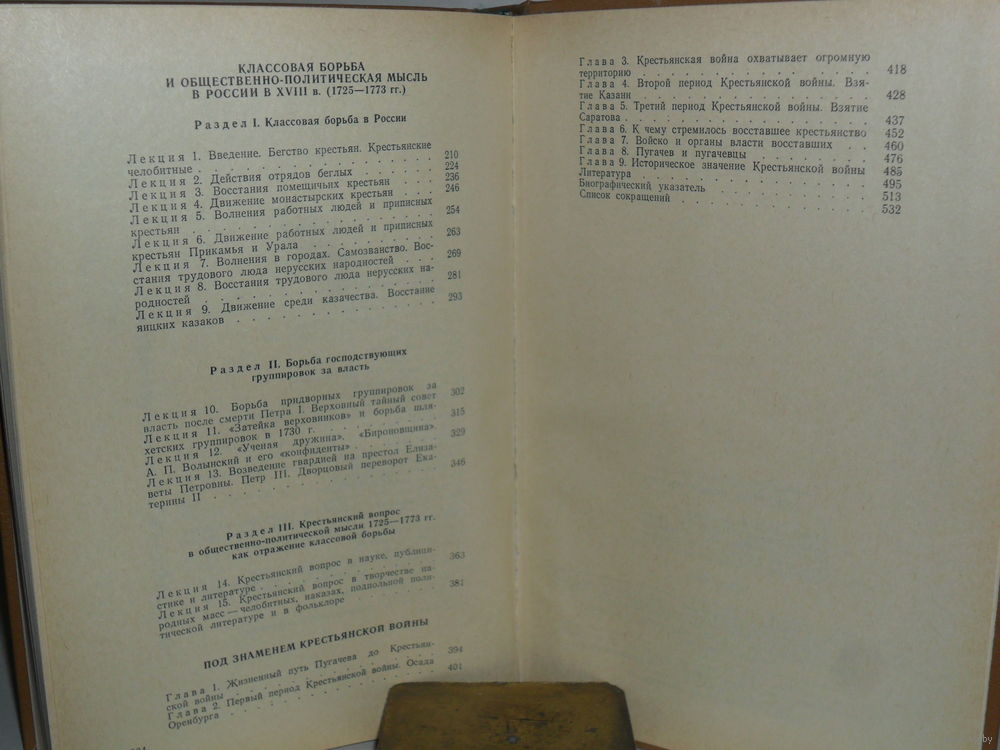 КЛАССОВАЯ БОРЬБА
И ОБЩЕСТВЕННО-ПОЛИТИЧЕСКАЯ МЫСЛЬ
В РОССИИ В XVIII в. (1725—1773 гг.)
Раздел I. Классовая борьба в России
Лекция 1. Введение. Бегство крестьян. Крестьянские
челобитные . . . . . . . . . . . . . . 210
Лекция 2. Действия отрядов беглых . . . . . 224
Лекция 3. Восстания помещичьих крестьян . . . 236
Лекция 4. Движение монастырских крестьян . . . 246
Лекция 5. Волнения работных людей и приписных
крестьян . . . . . . . . . . . . . . 254
Лекция 6. Движение работных людей и приписных
крестьян Прикамья и Урала . . . . . . . . 263
Лекция 7. Волнения в городах. Самозванство. Вос-
стания трудового люда нерусских народностей . . . 269
Лекция 8. Восстания трудового люда нерусских на-
родностей . . . . . . . . . . . . . . 281
Лекция 9. Движение среди казачества. Восстание
яицких казаков . . . . . . . . . . . . 293
Раздел II. Борьба господствующих
группировок за власть
Лекция 10. Борьба придворных группировок за
власть после смерти Петра I. Верховный тайный совет 302
Лекция 11. «Затейка верховников» и борьба шля-
хетских группировок в 1730 г. . . . . . . . 315
Лекция 12. «Ученая дружина». «Бироновщина».
А. П. Волынский и его «конфиденты» . . . . . 329
Лекция 13. Возведение гвардией на престол Елиза-
веты Петровны. Петр III. Дворцовый переворот Ека-
терины II . . . . . . . . . . . . . . 346
Раздел III. Крестьянский вопрос
в общественно-политической мысли 1725—1773 гг.
как отражение классовой борьбы
Лекция 14. Крестьянский вопрос в науке, публици-
стике и литературе . . . . . . . . . . . 363
Лекция 15. Крестьянский вопрос в творчестве на-
родных масс — челобитных, наказах, подпольной поли-
тической литературе и в фольклоре . . . . . . 381
ПОД ЗНАМЕНЕМ КРЕСТЬЯНСКОЙ ВОЙНЫ
Глава 1. Жизненный путь Пугачева до Крестьян-
ской войны . . . . . . . . . . . . . . 394
Глава 2. Первый период Крестьянской войны. Осада
Оренбурга . . . . . . . . . . . . . . 401
Глава 3. Крестьянская война охватывает огромную
территорию . . . . . . . . . . . . . . 418
Глава 4. Второй период Крестьянской войны. Взя-
тие Казани . . . . . . . . . . . . . . 428
Глава 5. Третий период Крестьянской войны. Взятие
Саратова . . . . . . . . . . . . . . . 437
Глава 6. К чему стремилось восставшее крестьянство 452
Глава 7. Войско и органы власти восставших . . 460
Глава 8. Пугачев и пугачевцы . . . . . . . 476
Глава 9. Историческое значение Крестьянской войны 485
Литература . . . . . . . . . . . . . . 495
Биографический указатель . . . . . . . . . 513
Список сокращений . . . . . . . . . . . . 532